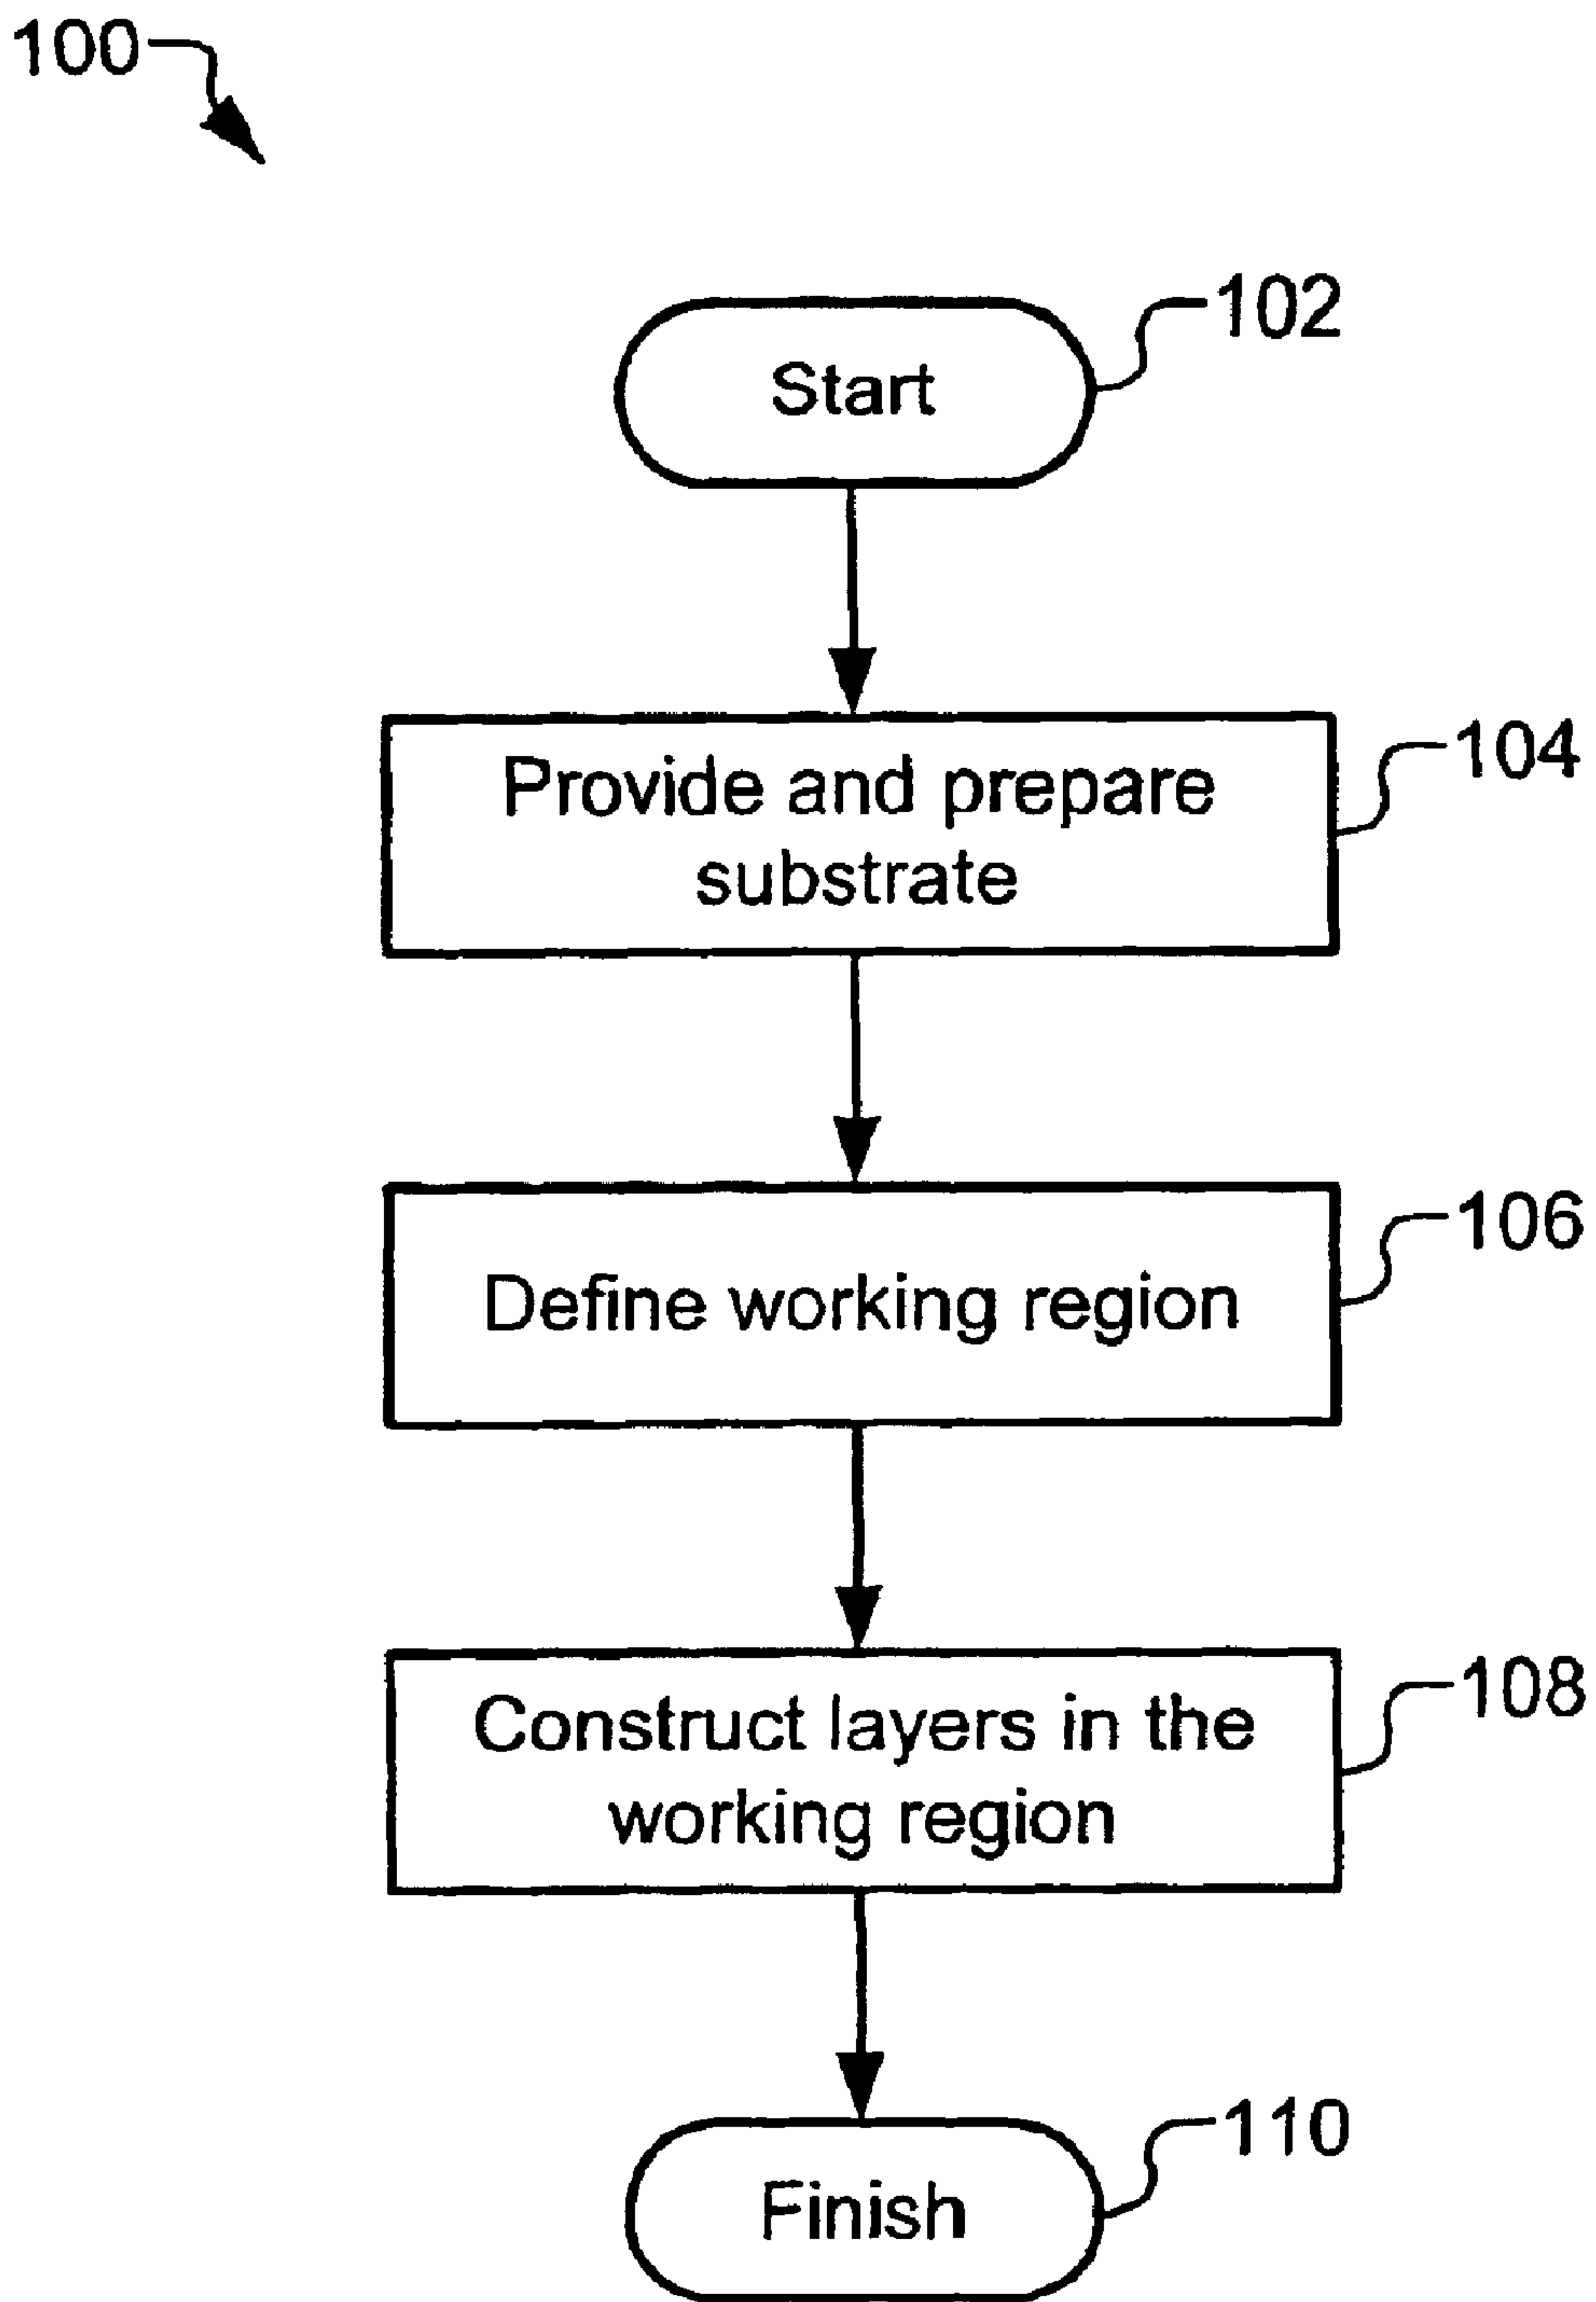 100
102
Start
104
Provide and prepare
substrate
106
Define working region
108
Construct layers in the
working region
110
Finish